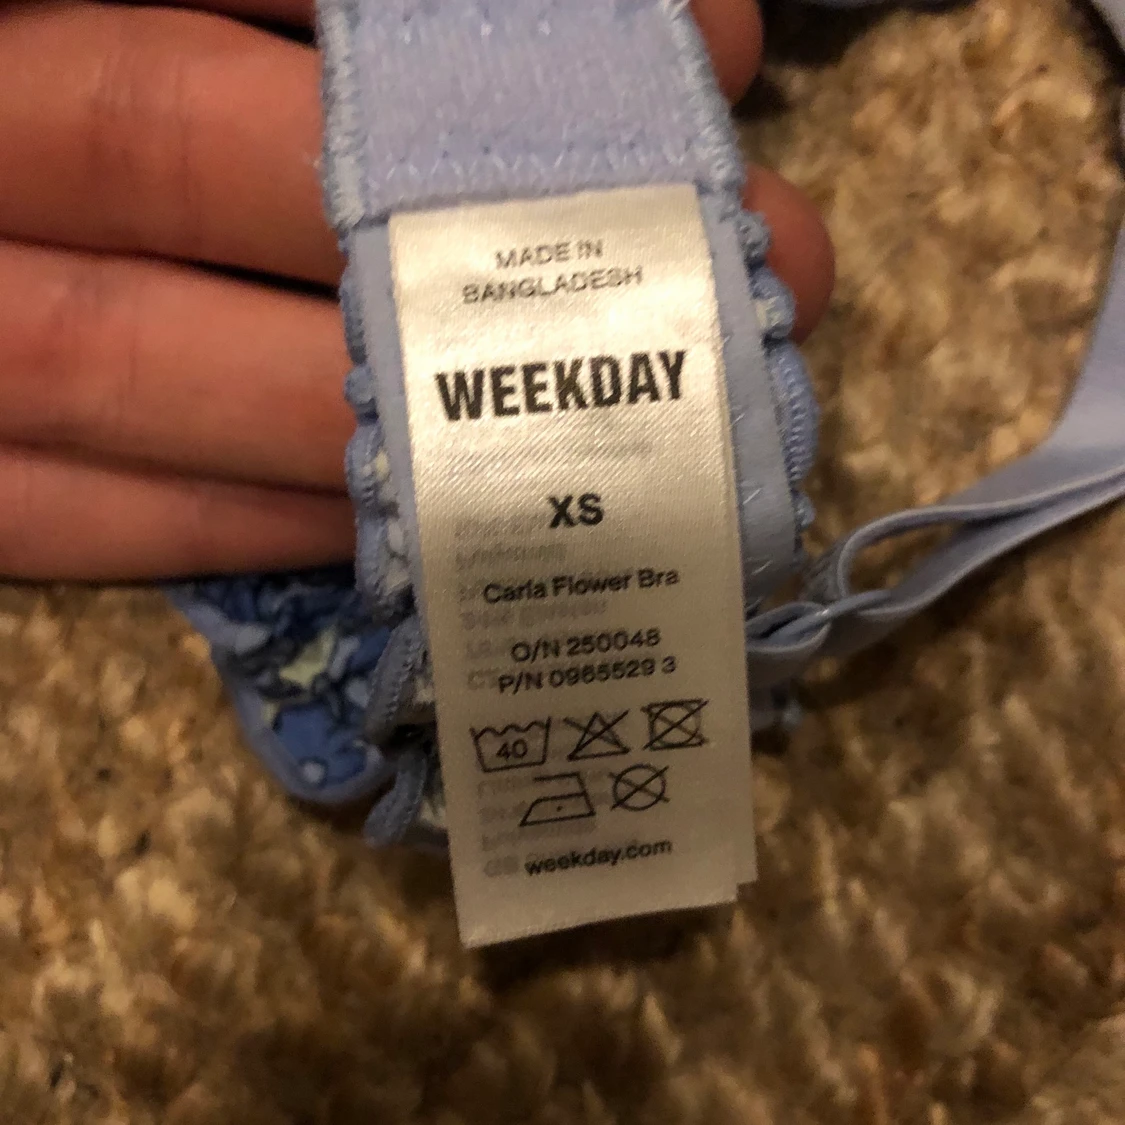 MADE IN
BANGLADESH
WEEKDAY
XS
Carla Flower Bra
O/N 250048
P/N 0965529 3
40
weekday.com